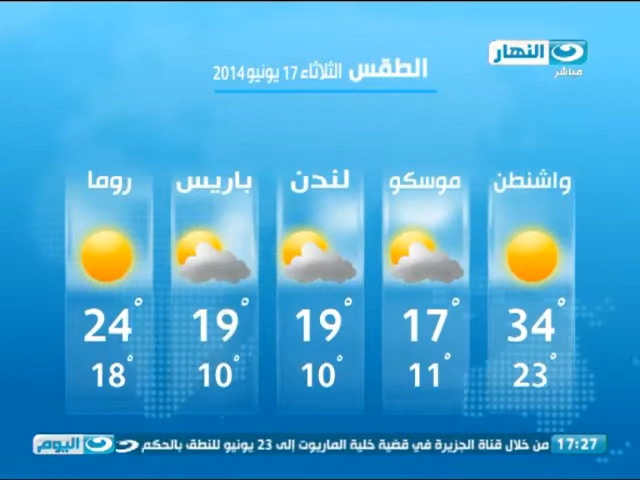 النهار
مباشر
الطقس الثلاثاء 17 يونيو 2014
واشنطن موسكو لندن باريس روما
34° 17° 19° 19° 24°
23° 11° 10° 10° 18°
17:27 من خلال قناة الجزيرة في قضية خلية الماريوت إلى 23 يونيو للنطق بالحكم اليوم